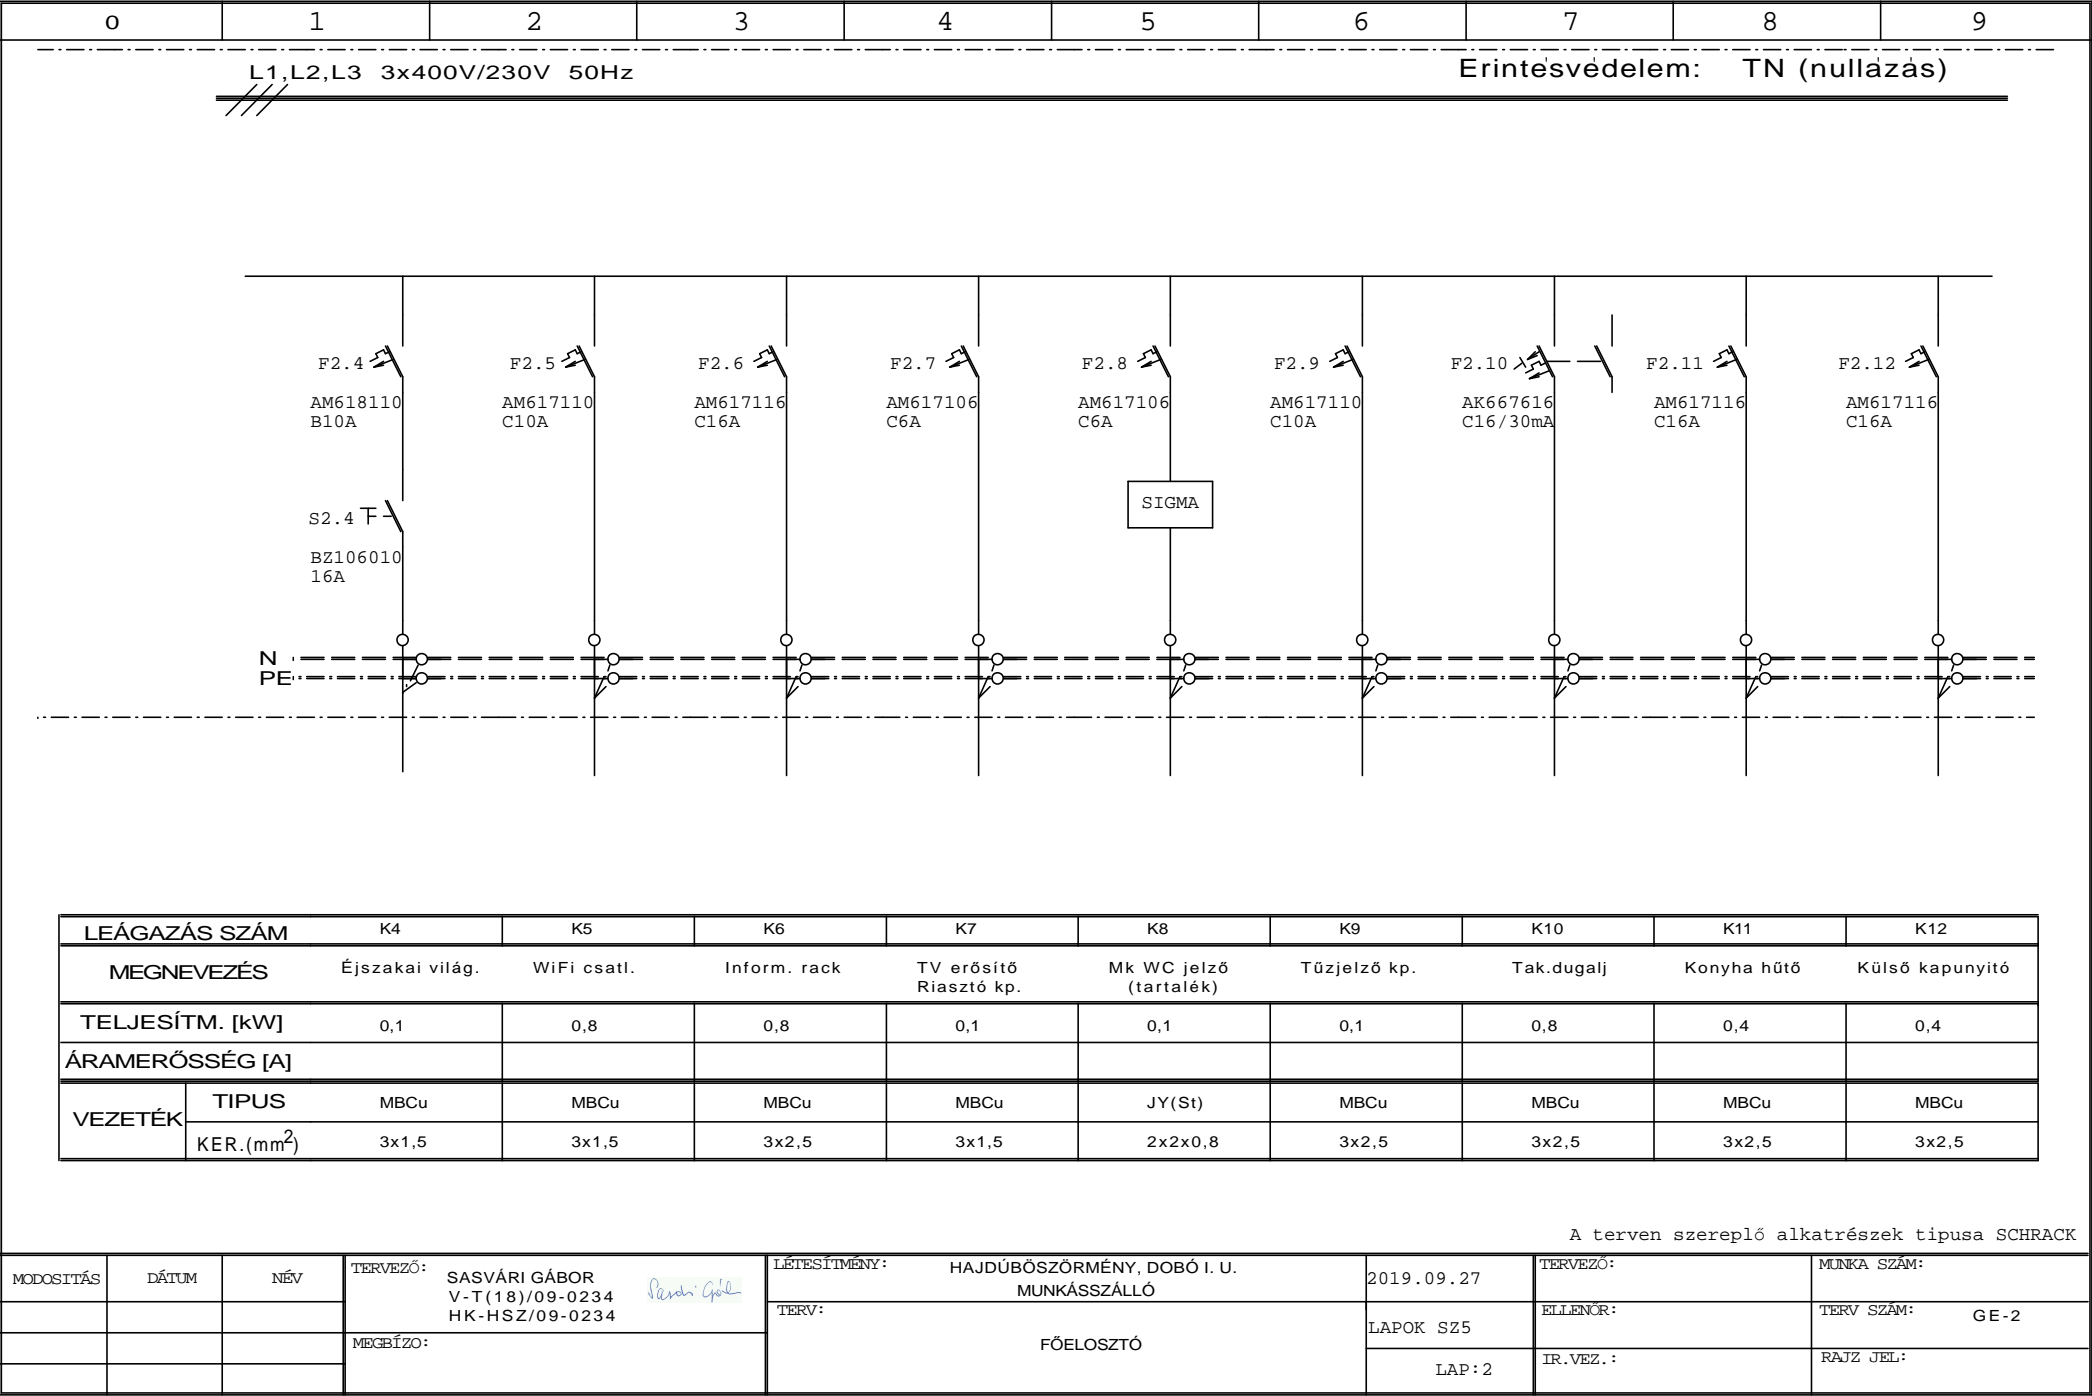 0 1 2 3 4 5 6 7 8 9
L1,L2,L3 3x400V/230V 50Hz
Érintésvédelem: TN (nullázás)
F2.4 F2.5 F2.6 F2.7 F2.8 F2.9 F2.10 F2.11 F2.12
AM618110 AM617110 AM617116 AM617106 AM617106 AM617110 AK667616 AM617116 AM617116
B10A C10A C16A C6A C6A C10A C16/30mA C16A C16A
SIGMA
S2.4
BZ106010
16A
N
PE
LEÁGAZÁS SZÁM K4 K5 K6 K7 K8 K9 K10 K11 K12
MEGNEVEZÉS Éjszakai világ. WiFi csatl. Inform. rack TV erősítő Mk WC jelző Tűzjelző kp. Tak.dugalj Konyha hűtő Külső kapunyitó
Riasztó kp. (tartalék)
TELJESÍTM. [kW] 0,1 0,8 0,8 0,1 0,1 0,1 0,8 0,4 0,4
ÁRAMERŐSSÉG [A]
VEZETÉK
TIPUS MBCu MBCu MBCu MBCu JY(St) MBCu MBCu MBCu MBCu
KER.(mm2) 3x1,5 3x1,5 3x2,5 3x1,5 2x2x0,8 3x2,5 3x2,5 3x2,5 3x2,5
A terven szereplő alkatrészek tipusa SCHRACK
MODOSITÁS DÁTUM NÉV
TERVEZŐ:
SASVÁRI GÁBOR
V-T(18)/09-0234
HK-HSZ/09-0234
MEGBÍZO:
LÉTESÍTMÉNY: HAJDÚBÖSZÖRMÉNY, DOBÓ I. U.
MUNKÁSSZÁLLÓ
TERV:
FŐELOSZTÓ
2019.09.27
LAPOK SZ5
LAP:2
TERVEZŐ:
ELLENŐR:
IR.VEZ.:
MUNKA SZÁM:
TERV SZÁM: GE-2
RAJZ JEL: